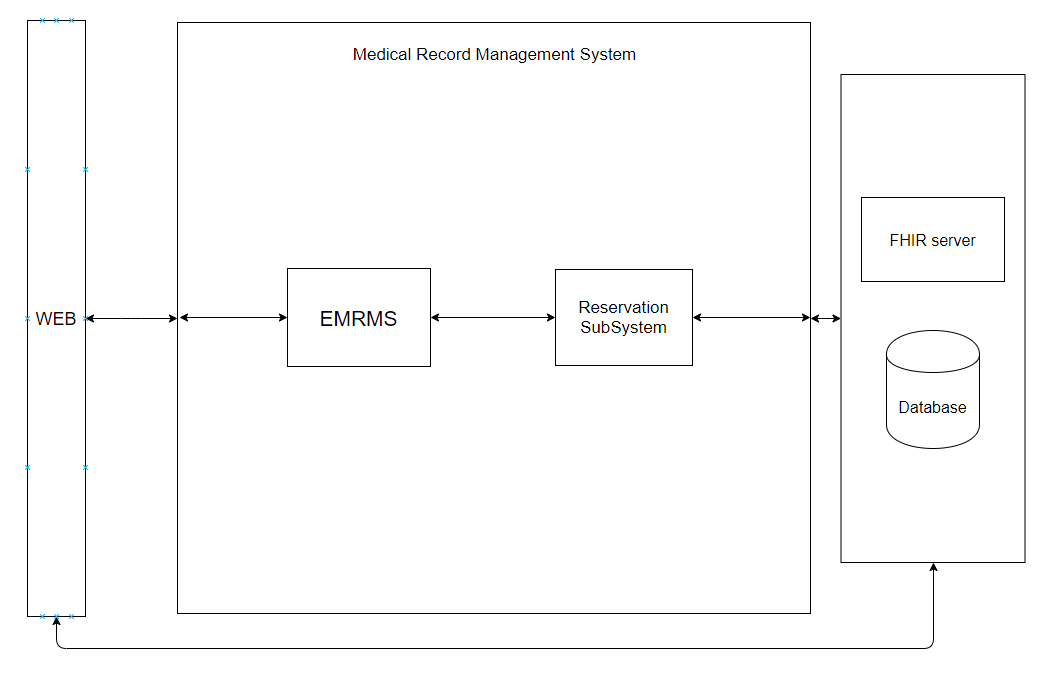 Medical Record Management System
WEB
EMRMS
Reservation
SubSystem
FHIR server
Database